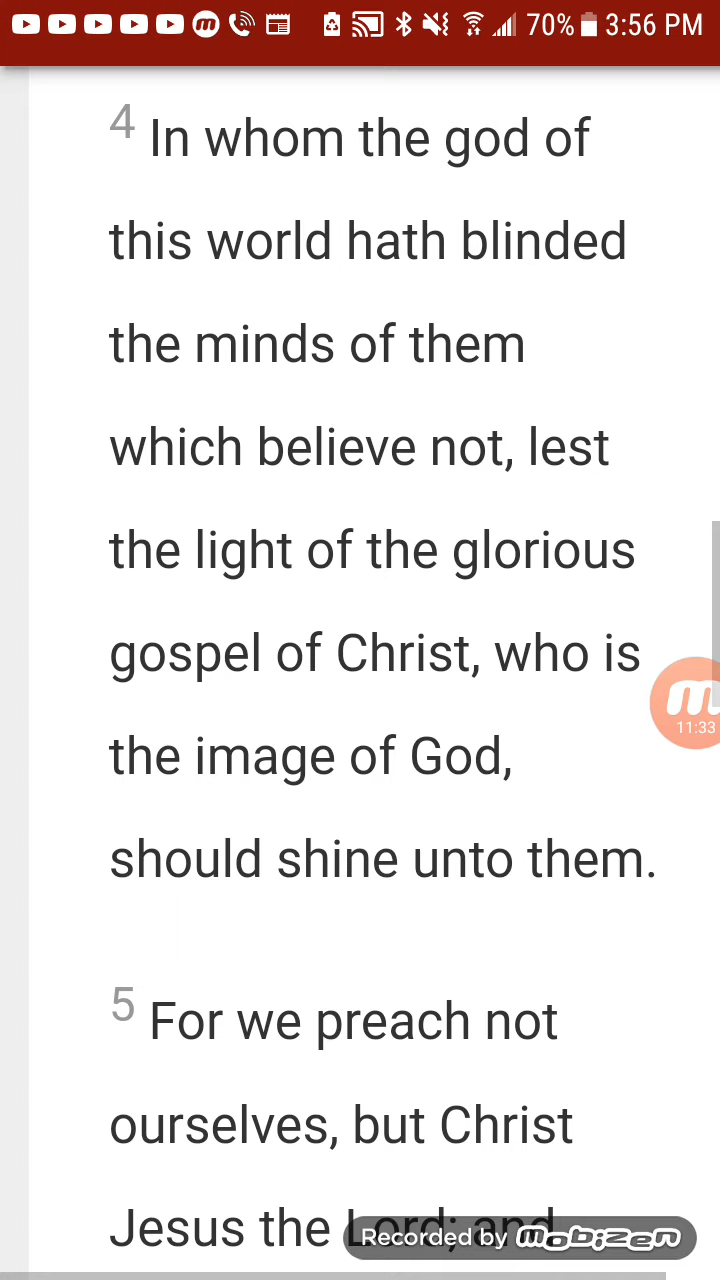 70% 3:56 PM
4 In whom the god of
this world hath blinded
the minds of them
which believe not, lest
the light of the glorious
gospel of Christ, who is
m
11:33
the image of God,
should shine unto them.
5 For we preach not
ourselves, but Christ
Jesus the Lord; and
Recorded by mobizen